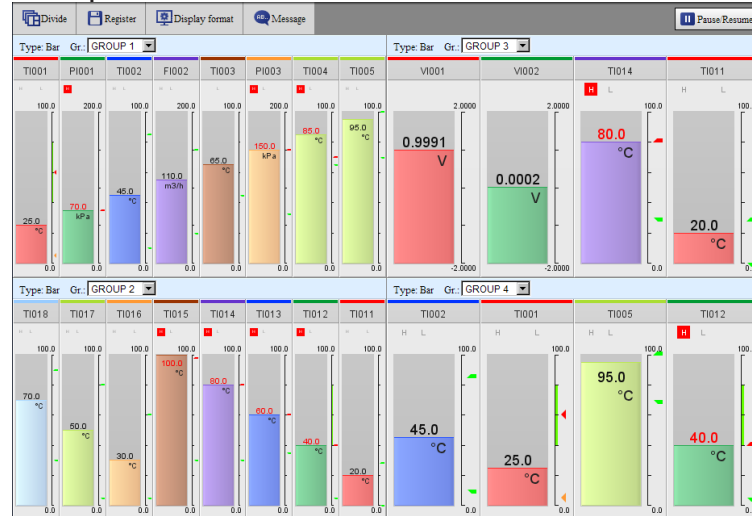 Divide Register Display format Message Pause/Resume
Type: Bar Gr.: GROUP 1
TI001 PI001 TI002 FI002 TI003 PI003 TI004 TI005
H L H H L H H
100.0 200.0 100.0 200.0 100.0 200.0 100.0 100.0
25.0 °C
70.0 kPa
45.0 °C
110.0 m3/h
65.0 °C
150.0 kPa
85.0 °C
95.0 °C
0.0 0.0 0.0 0.0 0.0 0.0 0.0 0.0
Type: Bar Gr.: GROUP 3
VI001 VI002 TI014 TI011
H L H L
2.0000 2.0000 100.0 100.0
0.9991 V
0.0002 V
80.0 °C
20.0 °C
-2.0000 -2.0000 0.0
Type: Bar Gr.: GROUP 2
TI018 TI017 TI016 TI015 TI014 TI013 TI012 TI011
H L H L H L H L H L H L H L H L
100.0 100.0 100.0 100.0 100.0 100.0 100.0 100.0
70.0 °C
50.0 °C
30.0 °C
100.0 °C
80.0 °C
60.0 °C
40.0 °C
20.0 °C
0.0 0.0 0.0 0.0 0.0 0.0 0.0 0.0
Type: Bar Gr.: GROUP 4
TI002 TI001 TI005 TI012
H L H L H L H L
100.0 100.0 100.0 100.0
45.0 °C
25.0 °C
95.0 °C
40.0 °C
0.0 0.0 0.0